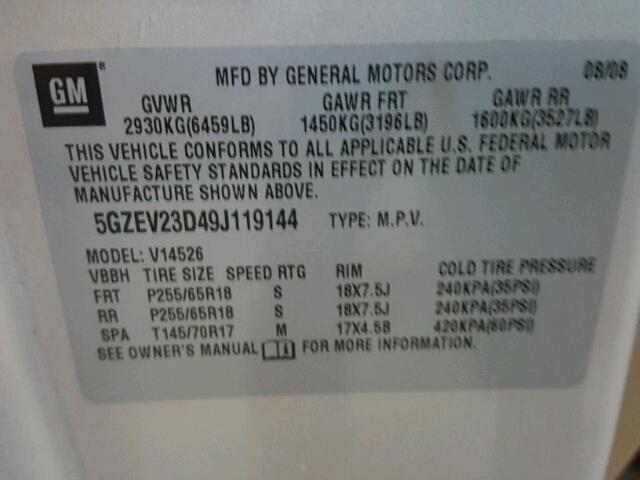 GM ® MFD BY GENERAL MOTORS CORP. 08/08
GVWR GAWR FRT GAWR RR
2930KG(6459LB) 1450KG(3196LB) 1600KG(3527LB)
THIS VEHICLE CONFORMS TO ALL APPLICABLE U.S. FEDERAL MOTOR
VEHICLE SAFETY STANDARDS IN EFFECT ON THE DATE OF
MANUFACTURE SHOWN ABOVE.
5GZEV23D49J119144 TYPE: M.P.V.
MODEL: V14526
VBBH TIRE SIZE SPEED RTG RIM COLD TIRE PRESSURE
FRT P255/65R18 S 18X7.5J 240KPA(35PSI)
RR P255/65R18 S 18X7.5J 240KPA(35PSI)
SPA T145/70R17 M 17X4.5B 420KPA(60PSI)
SEE OWNER'S MANUAL FOR MORE INFORMATION.